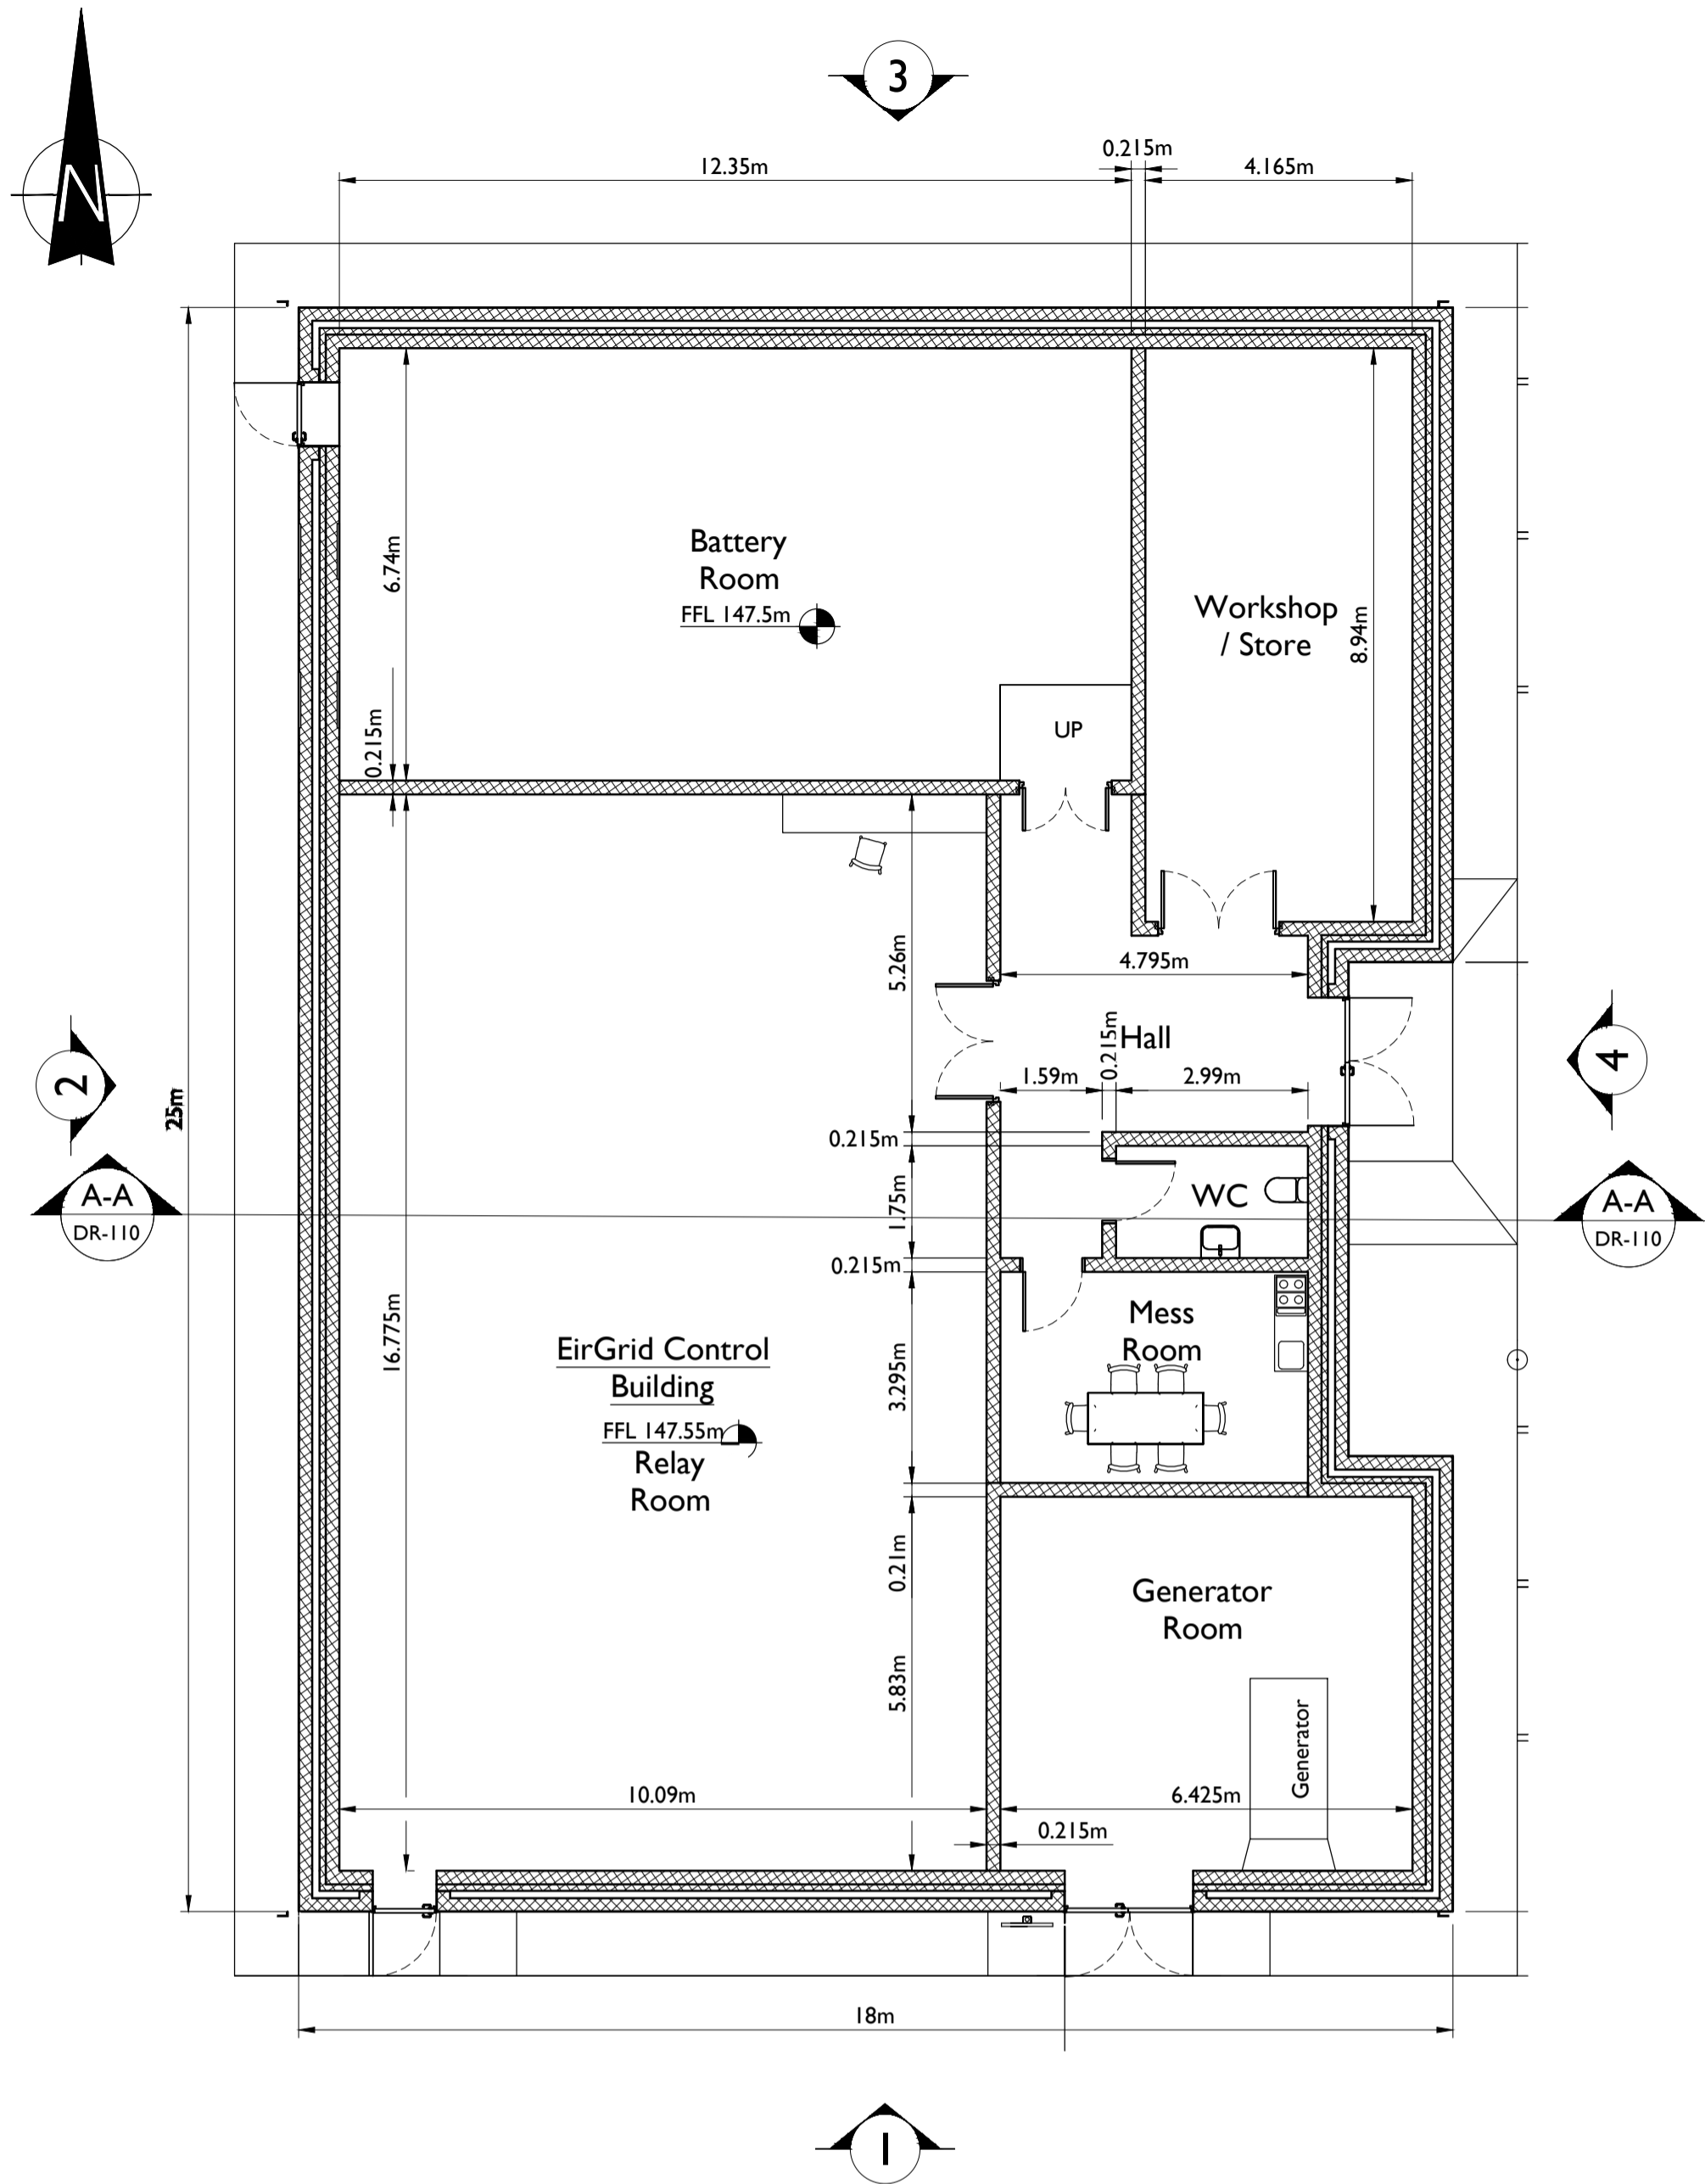 N
3
12.35m
0.215m
4.165m
Battery
Room
FFL 147.5m
6.74m
0.215m
Workshop
/ Store
8.94m
UP
5.26m
4.795m
Hall
0.215m
1.59m
2.99m
2
25m
4
0.215m
1.75m
WC
0.215m
A-A
DR-110
A-A
DR-110
16.775m
Mess
Room
3.295m
EirGrid Control
Building
FFL 147.55m
Relay
Room
0.21m
Generator
Room
5.83m
Generator
10.09m
6.425m
0.215m
18m
1